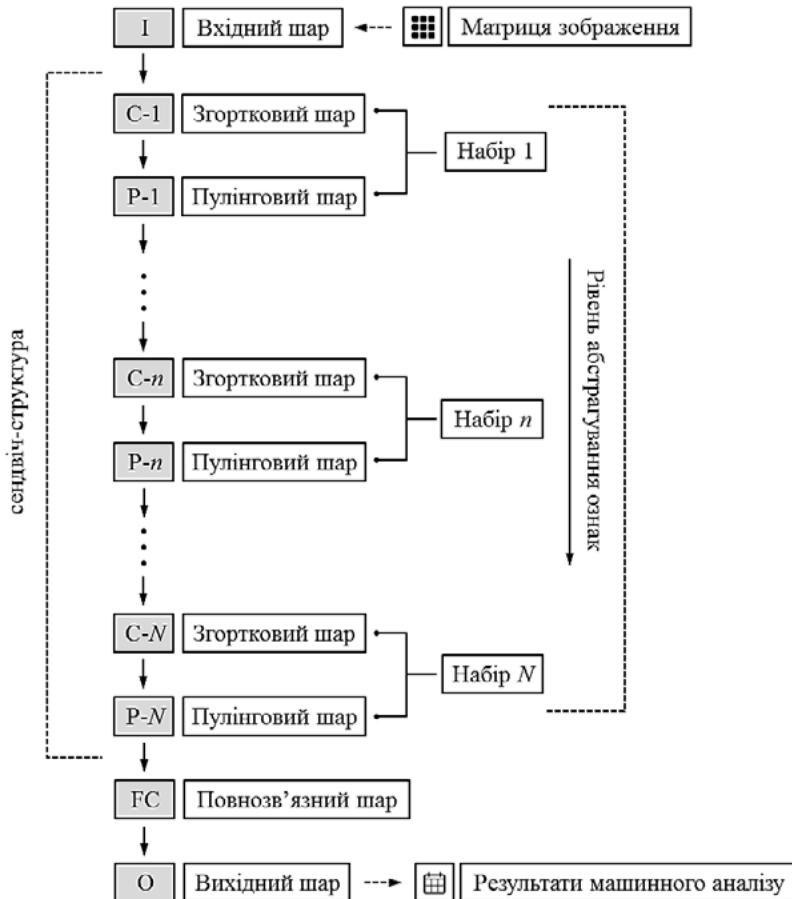 I Вхідний шар Матриця зображення
C-1 Згортковий шар
Набір 1
P-1 Пулінговий шар
Рівень абстрагування ознак
сендвіч-структура
C-n Згортковий шар
Набір n
P-n Пулінговий шар
C-N Згортковий шар
Набір N
P-N Пулінговий шар
FC Повнозв’язний шар
O Вихідний шар Результати машинного аналізу